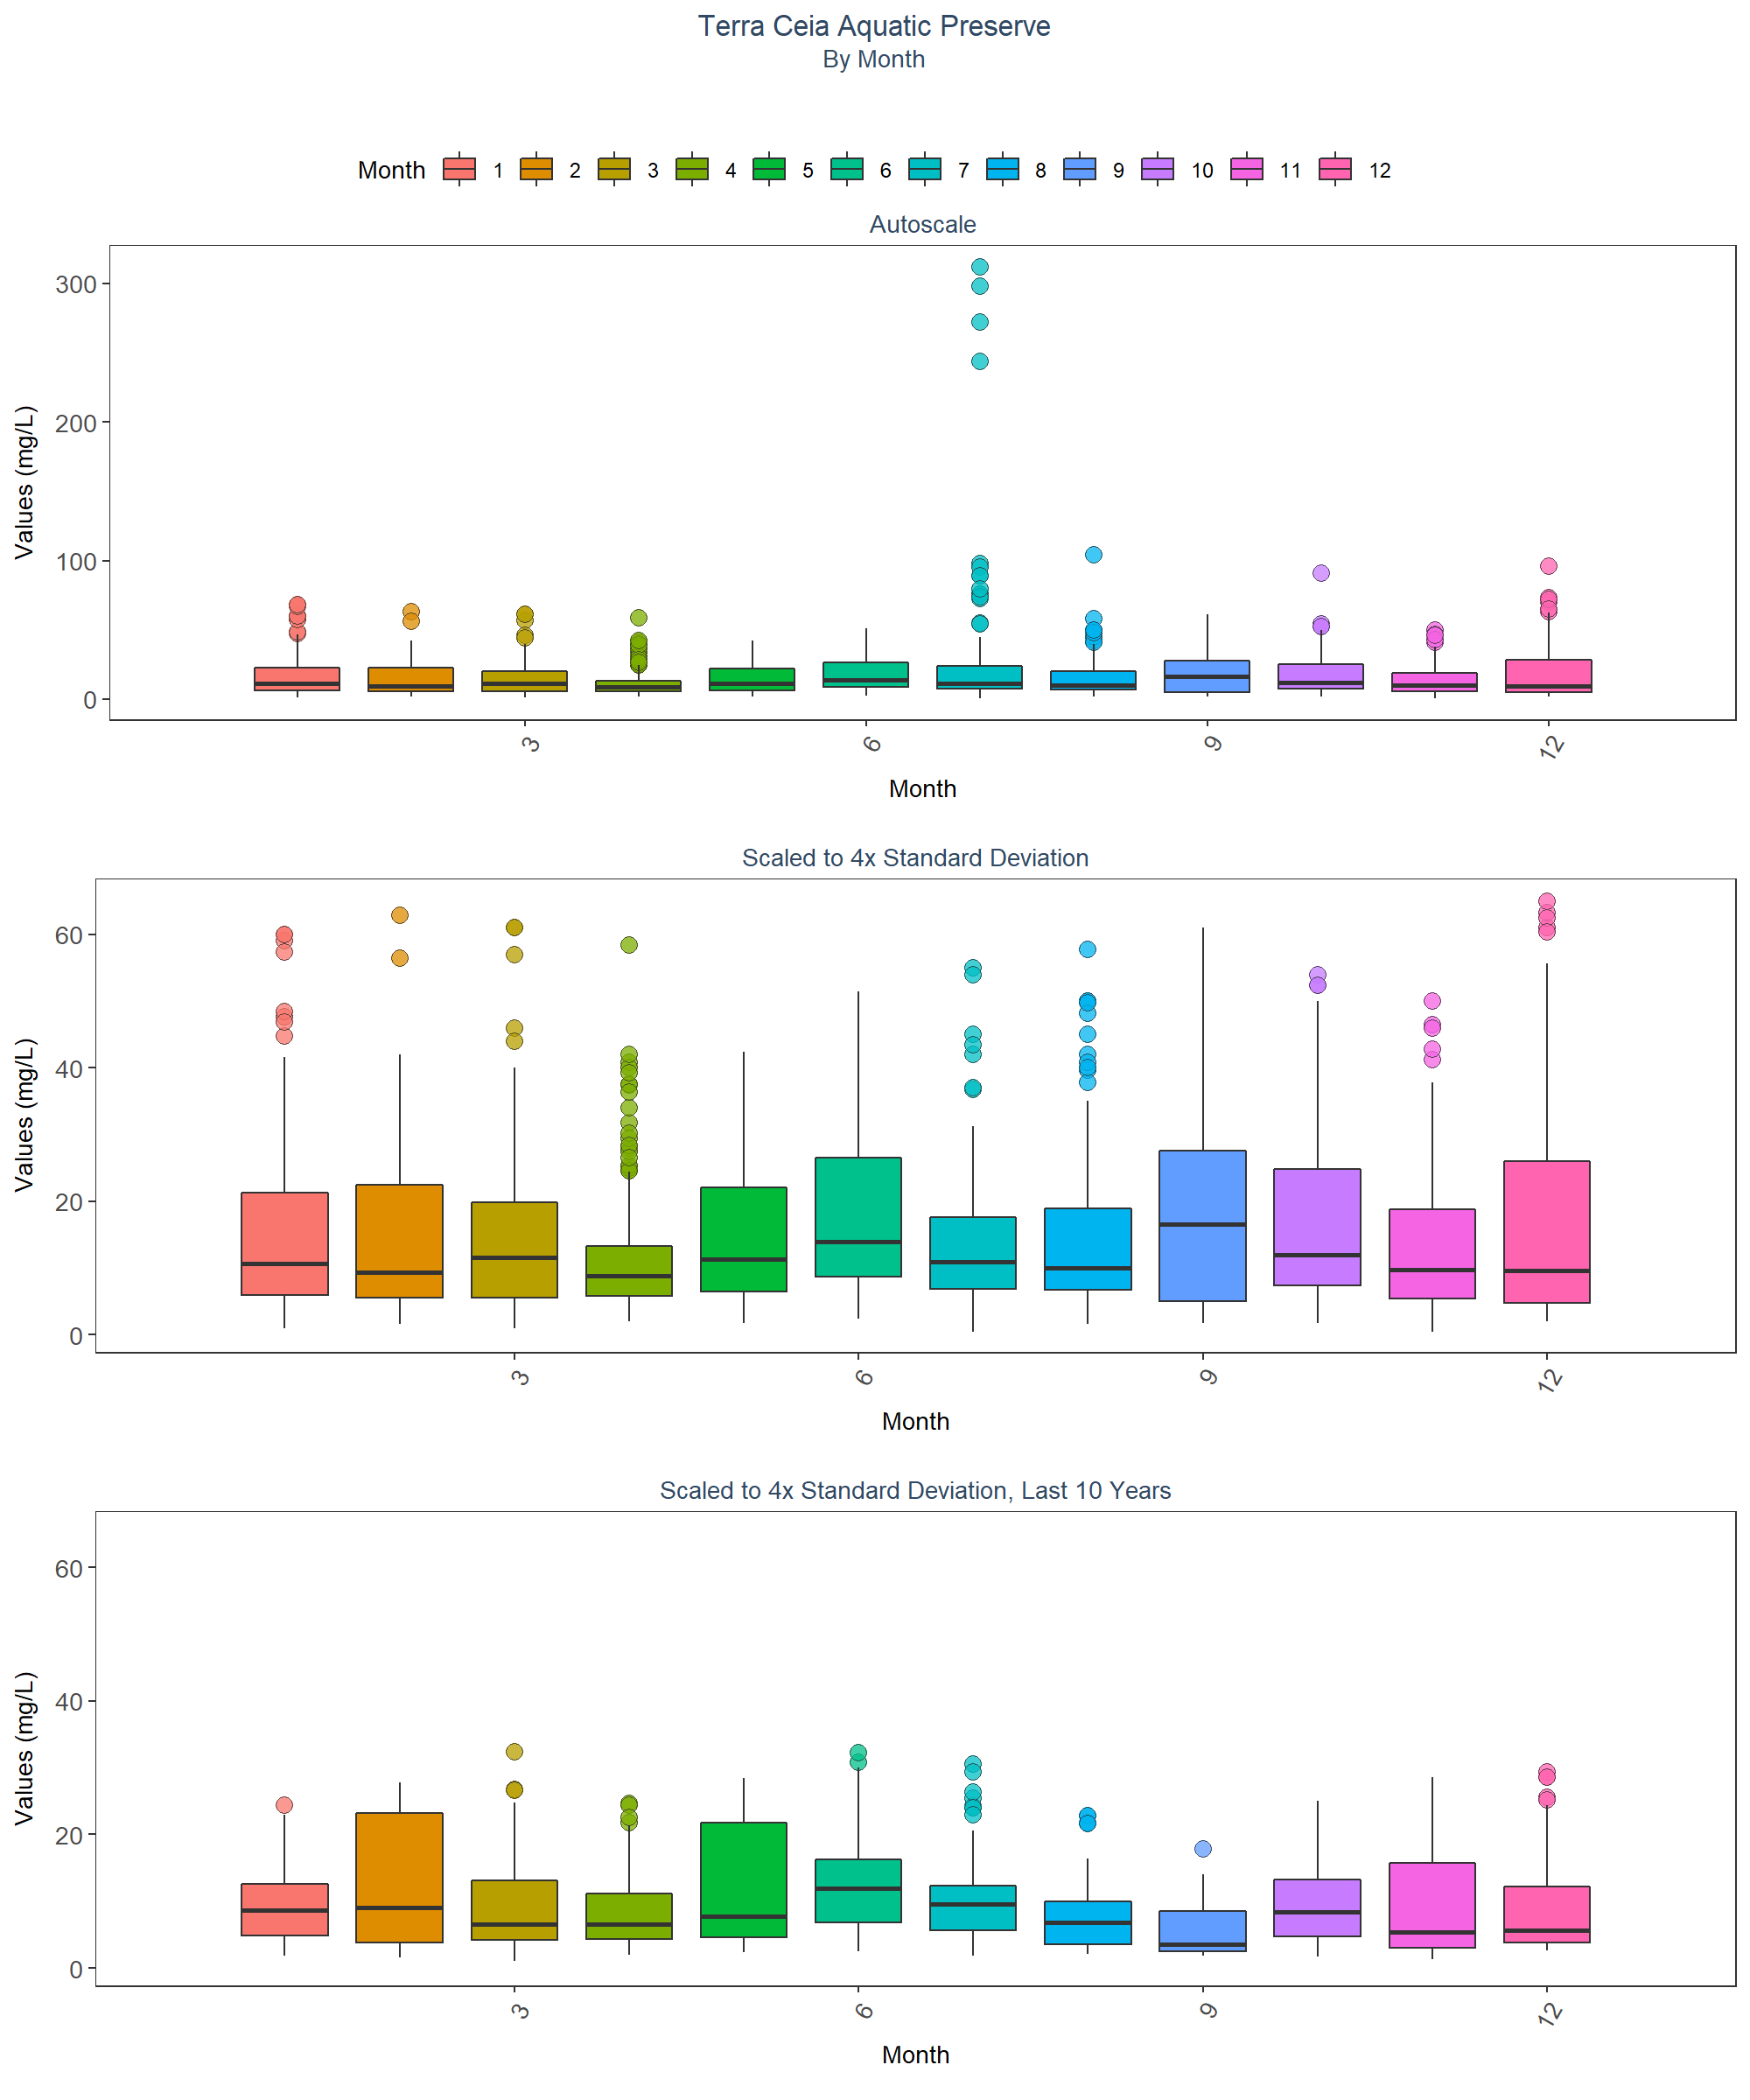 Terra Ceia Aquatic Preserve
By Month
Month 1 2 3 4 5 6 7 8 9 10 11 12
Autoscale
Values (mg/L)
300
200
100
0
3 6 9 12
Month
Scaled to 4x Standard Deviation
Values (mg/L)
60
40
20
0
3 6 9 12
Month
Scaled to 4x Standard Deviation, Last 10 Years
Values (mg/L)
60
40
20
0
3 6 9 12
Month